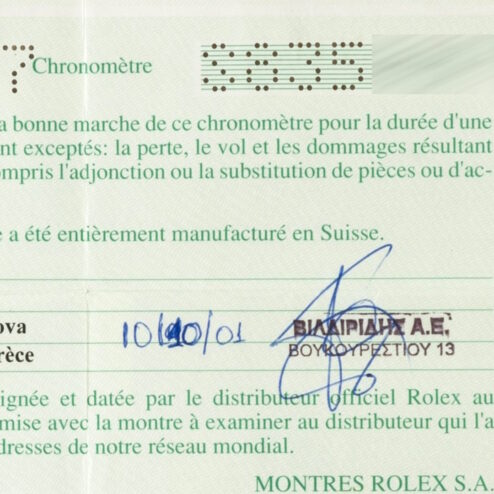 7 Chronomètre S835
a bonne marche de ce chronomètre pour la durée d'une
nt exceptés: la perte, le vol et les dommages résultant
ompris l'adjonction ou la substitution de pièces ou d'ac-
e a été entièrement manufacturé en Suisse.
ova
rèce
10/10/01
ΒΙΛΔΙΡΙΔΗΣ Α.Ε.
ΒΟΥΚΟΥΡΕΣΤΙΟΥ 13
ignée et datée par le distributeur officiel Rolex au
mise avec la montre à examiner au distributeur qui l'a
dresses de notre réseau mondial.
MONTRES ROLEX S.A.